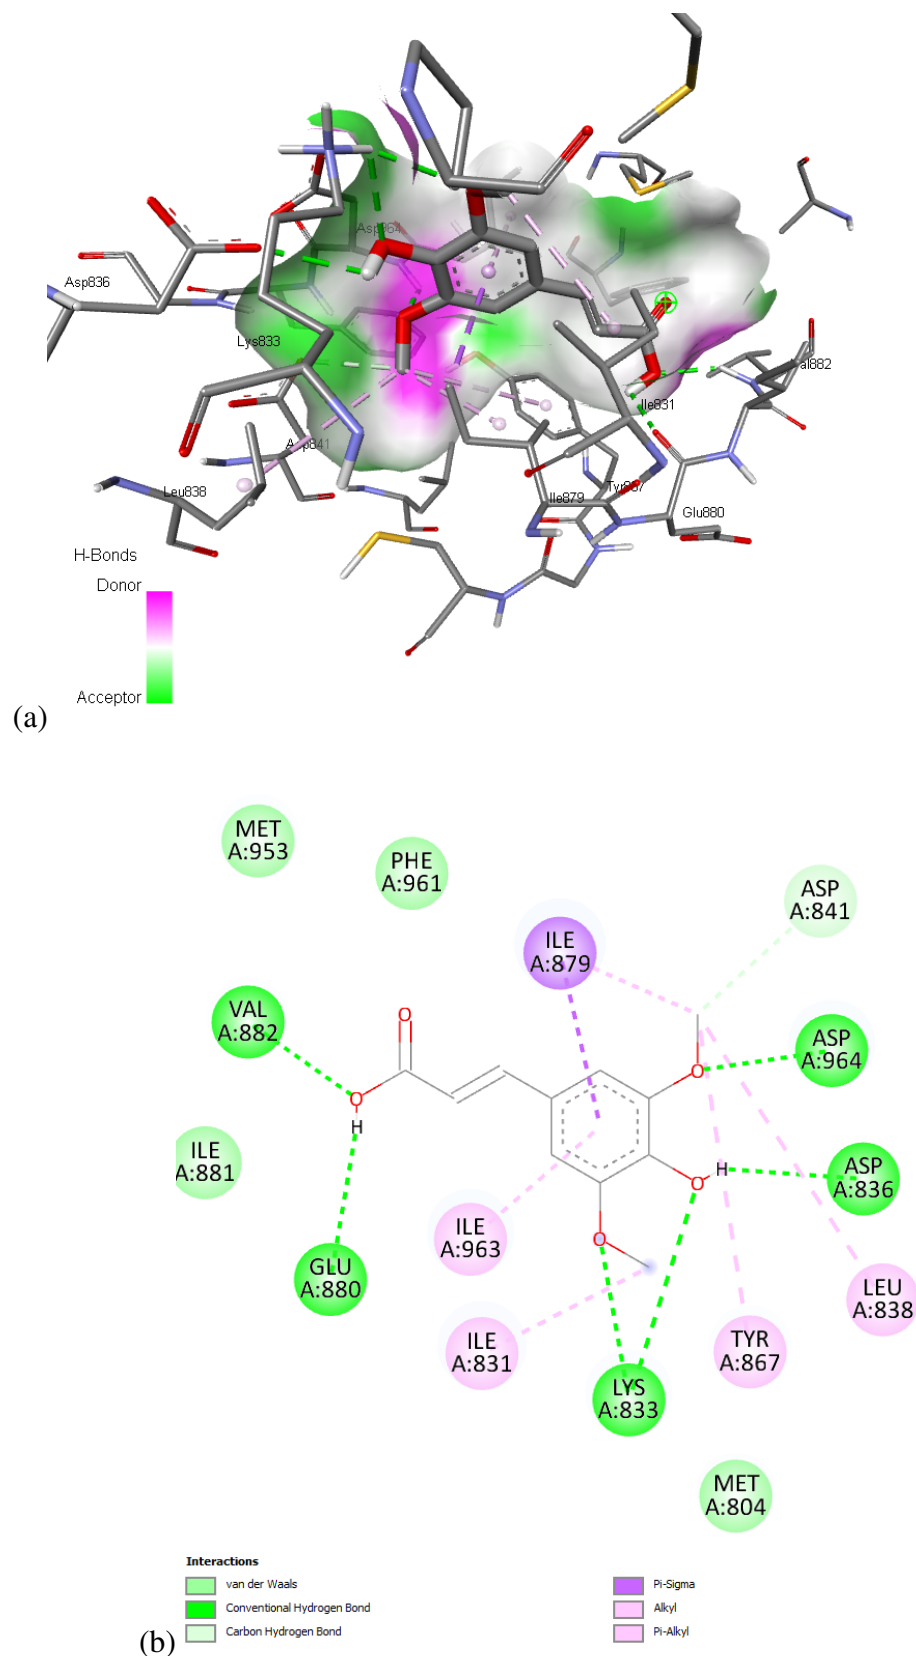 Asp964
Asp836
Lys833
Val882
Ile831
Asp841
Leu838
Ile879
Glu880
H-Bonds
Donor
Acceptor
(a)
MET
A:953
PHE
A:961
ASP
A:841
ILE
A:879
VAL
A:882
O
ASP
A:964
O
O
H
ILE
A:881
ASP
A:836
H
O
ILE
A:963
O
GLU
A:880
LEU
A:838
ILE
A:831
TYR
A:867
LYS
A:833
MET
A:804
Interactions
van der Waals
Conventional Hydrogen Bond
Carbon Hydrogen Bond
Pi-Sigma
Alkyl
Pi-Alkyl
(b)